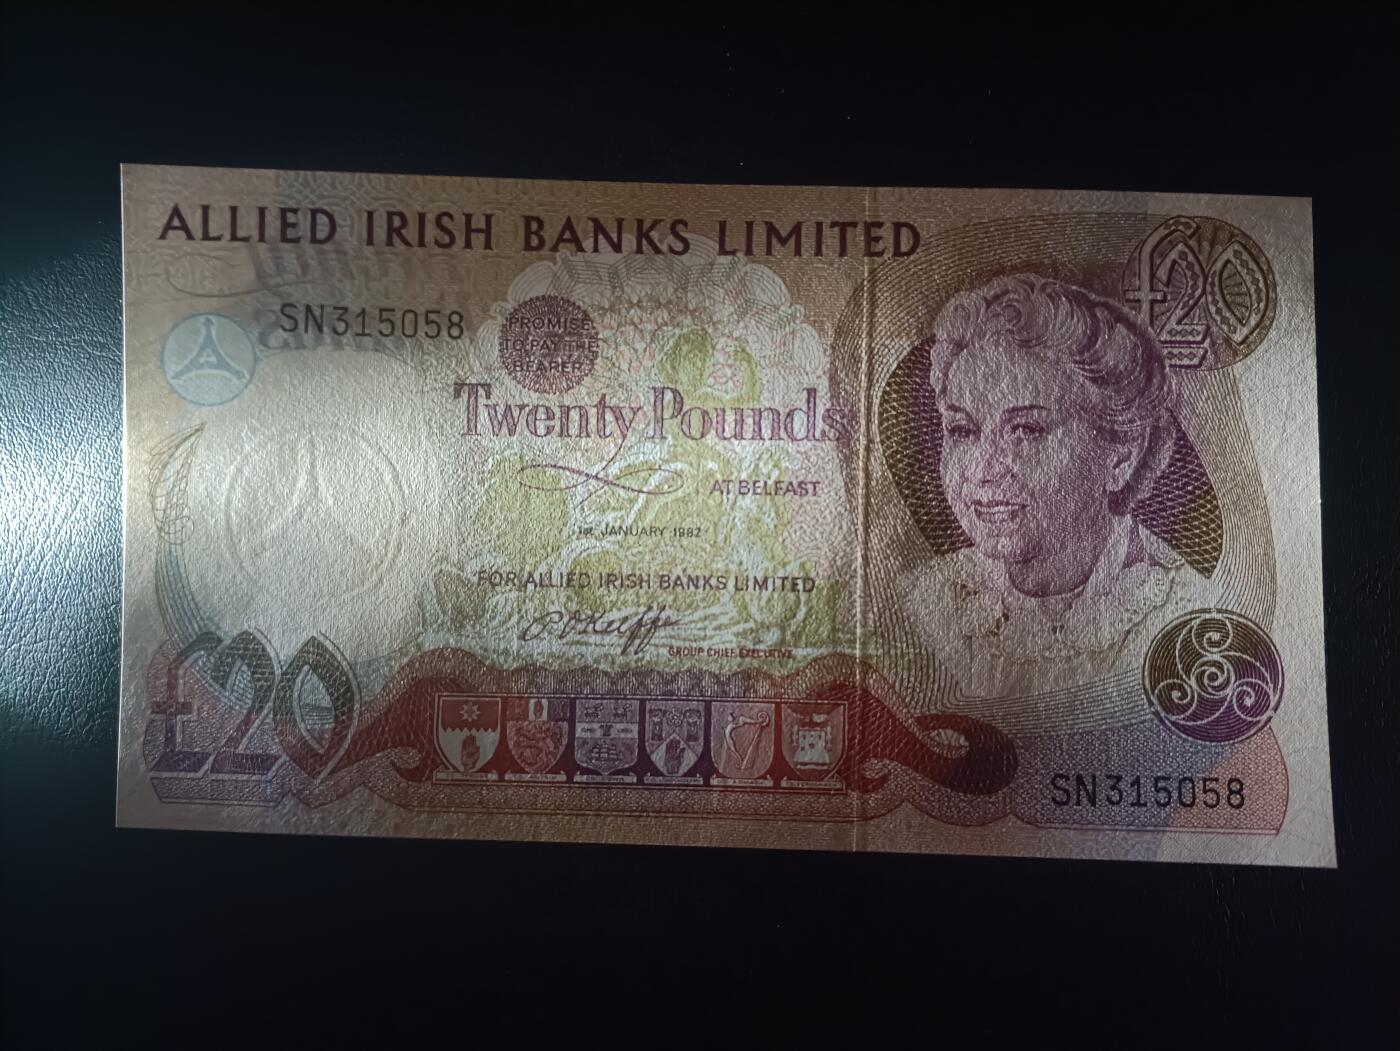 ALLIED IRISH BANKS LIMITED
£20
SN315058
PROMISE
TO PAY THE
BEARER
Twenty Pounds
AT BELFAST
1st JANUARY 1982
FOR ALLIED IRISH BANKS LIMITED
GROUP CHIEF EXECUTIVE
£20
SN315058